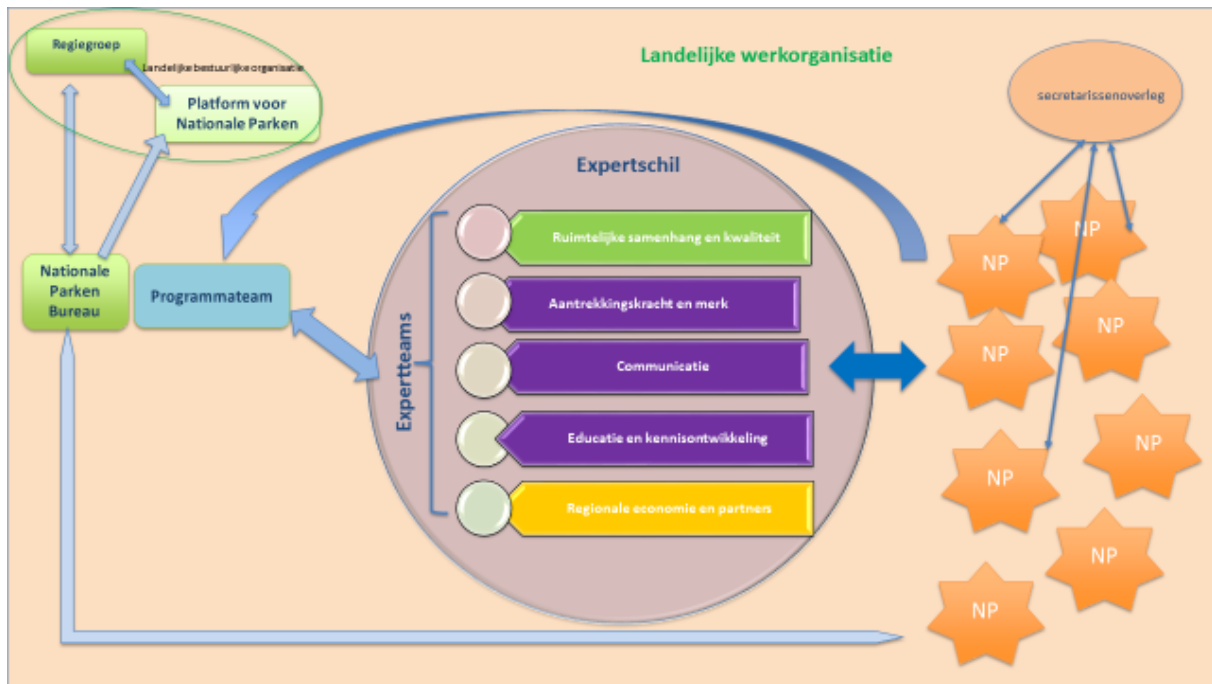 Regiegroep
Landelijke bestuurlijke organisatie
Platform voor
Nationale Parken
Landelijke werkorganisatie
secretarissenoverleg
Nationale
Parken
Bureau
Programmateam
Expertschil
Expertteams
Ruimtelijke samenhang en kwaliteit
Aantrekkingskracht en merk
Communicatie
Educatie en kennisontwikkeling
Regionale economie en partners
NP
NP
NP
NP
NP
NP
NP
NP